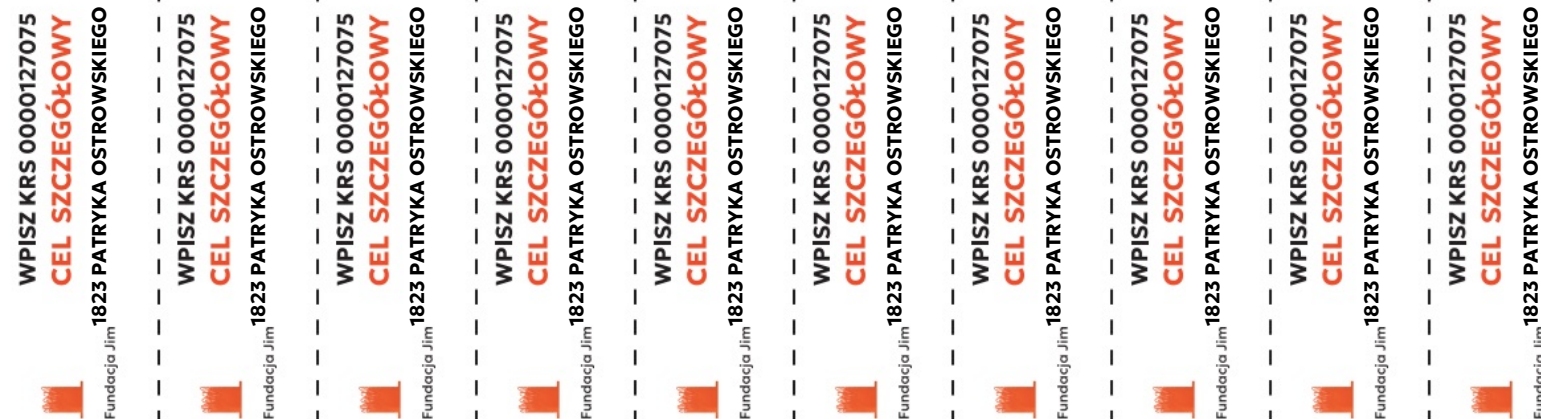 WPISZ KRS 0000127075
CEL SZCZEGÓŁOWY
1823 PATRYKA OSTROWSKIEGO
Fundacja Jim
WPISZ KRS 0000127075
CEL SZCZEGÓŁOWY
1823 PATRYKA OSTROWSKIEGO
Fundacja Jim
WPISZ KRS 0000127075
CEL SZCZEGÓŁOWY
1823 PATRYKA OSTROWSKIEGO
Fundacja Jim
WPISZ KRS 0000127075
CEL SZCZEGÓŁOWY
1823 PATRYKA OSTROWSKIEGO
Fundacja Jim
WPISZ KRS 0000127075
CEL SZCZEGÓŁOWY
1823 PATRYKA OSTROWSKIEGO
Fundacja Jim
WPISZ KRS 0000127075
CEL SZCZEGÓŁOWY
1823 PATRYKA OSTROWSKIEGO
Fundacja Jim
WPISZ KRS 0000127075
CEL SZCZEGÓŁOWY
1823 PATRYKA OSTROWSKIEGO
Fundacja Jim
WPISZ KRS 0000127075
CEL SZCZEGÓŁOWY
1823 PATRYKA OSTROWSKIEGO
Fundacja Jim
WPISZ KRS 0000127075
CEL SZCZEGÓŁOWY
1823 PATRYKA OSTROWSKIEGO
Fundacja Jim
WPISZ KRS 0000127075
CEL SZCZEGÓŁOWY
1823 PATRYKA OSTROWSKIEGO
Fundacja Jim